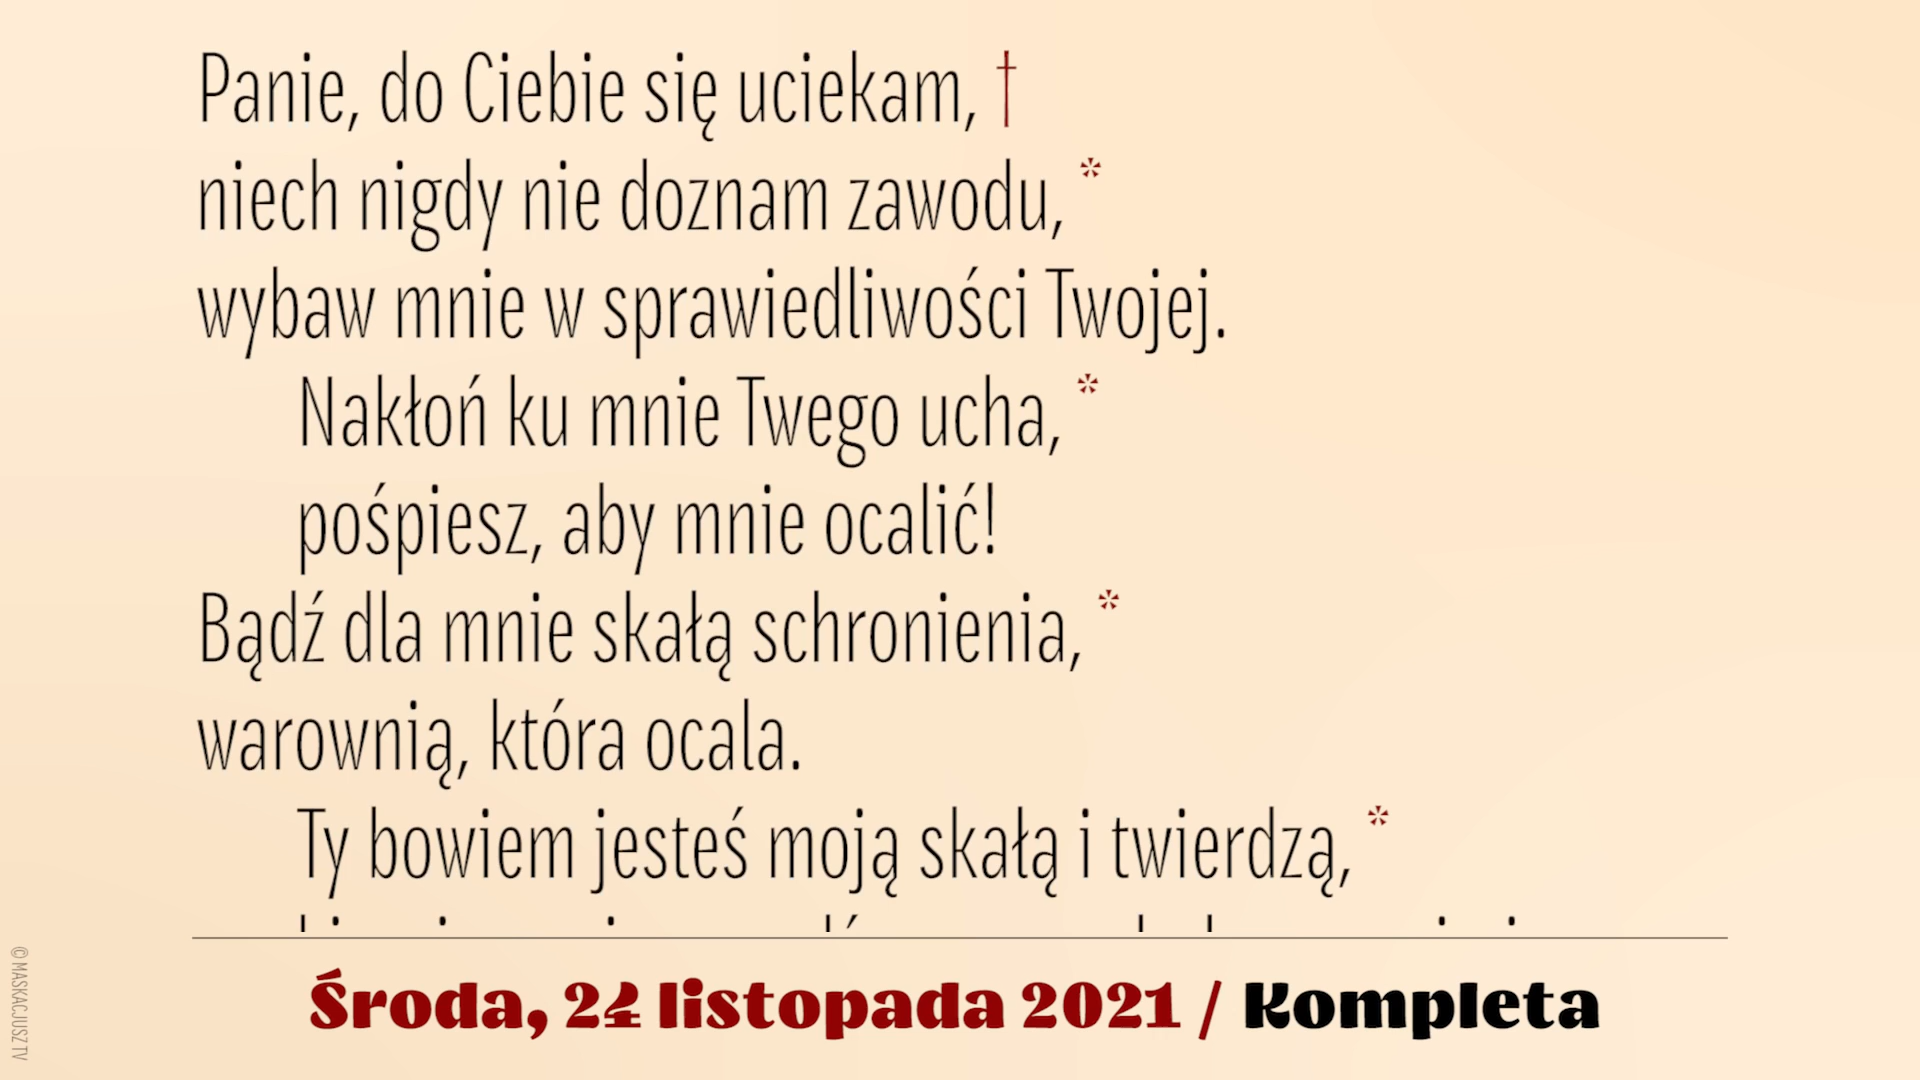 Panie, do Ciebie się uciekam, †
niech nigdy nie doznam zawodu, *
wybaw mnie w sprawiedliwości Twojej.
Nakłoń ku mnie Twego ucha, *
pośpiesz, aby mnie ocalić!
Bądź dla mnie skałą schronienia, *
warownią, która ocala.
Ty bowiem jesteś moją skałą i twierdzą, *
Środa, 24 listopada 2021 / Kompleta
© MASKACJUSZ TV